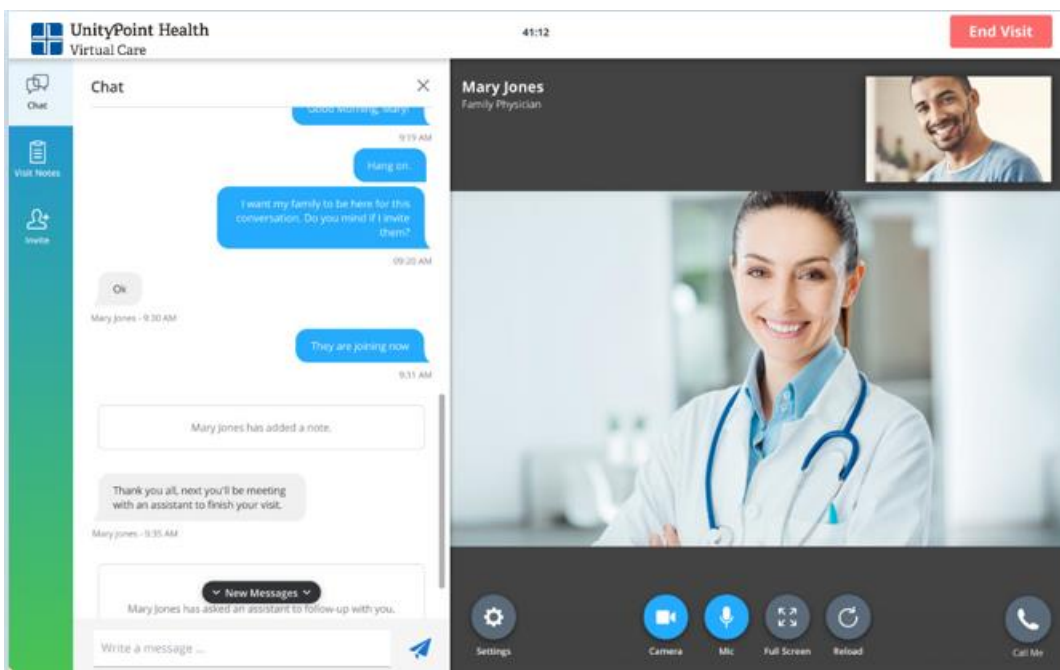 UnityPoint Health
Virtual Care
41:12
End Visit
Chat
Visit Notes
Invite
Chat
Good Morning, Mary!
9:19 AM
Hang on.
I want my family to be here for this
conversation. Do you mind if I invite
them?
09:20 AM
Ok
Mary Jones - 9:30 AM
They are joining now
9:31 AM
Mary Jones has added a note.
Thank you all, next you'll be meeting
with an assistant to finish your visit.
Mary Jones - 9:35 AM
New Messages
Mary Jones has asked an assistant to follow-up with you.
Write a message ...
Mary Jones
Family Physician
Settings
Camera
Mic
Full Screen
Reload
Call Me